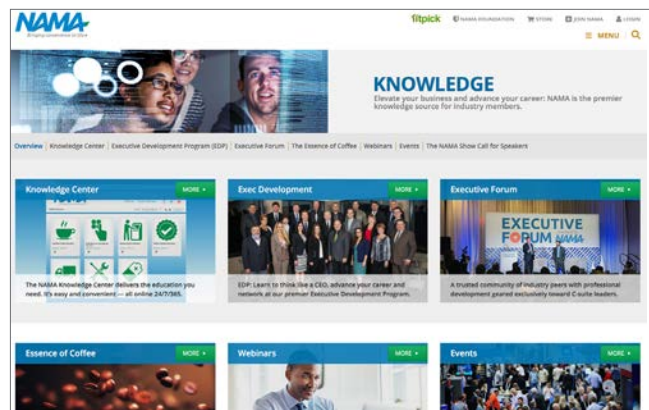 NAMA
Bringing convenience to life
fitpick NAMA FOUNDATION STORE JOIN NAMA LOGIN
MENU
KNOWLEDGE
Elevate your business and advance your career: NAMA is the premier
knowledge source for industry members.
Overview | Knowledge Center | Executive Development Program (EDP) | Executive Forum | The Essence of Coffee | Webinars | Events | The NAMA Show Call for Speakers
Knowledge Center MORE
Exec Development MORE
Executive Forum MORE
EXECUTIVE
FORUM NAMA
The NAMA Knowledge Center delivers the education you
need. It's easy and convenient — all online 24/7/365.
EDP: Learn to think like a CEO, advance your career and
network at our premier Executive Development Program.
A trusted community of industry peers with professional
development geared exclusively toward C-suite leaders.
Essence of Coffee MORE
Webinars MORE
Events MORE